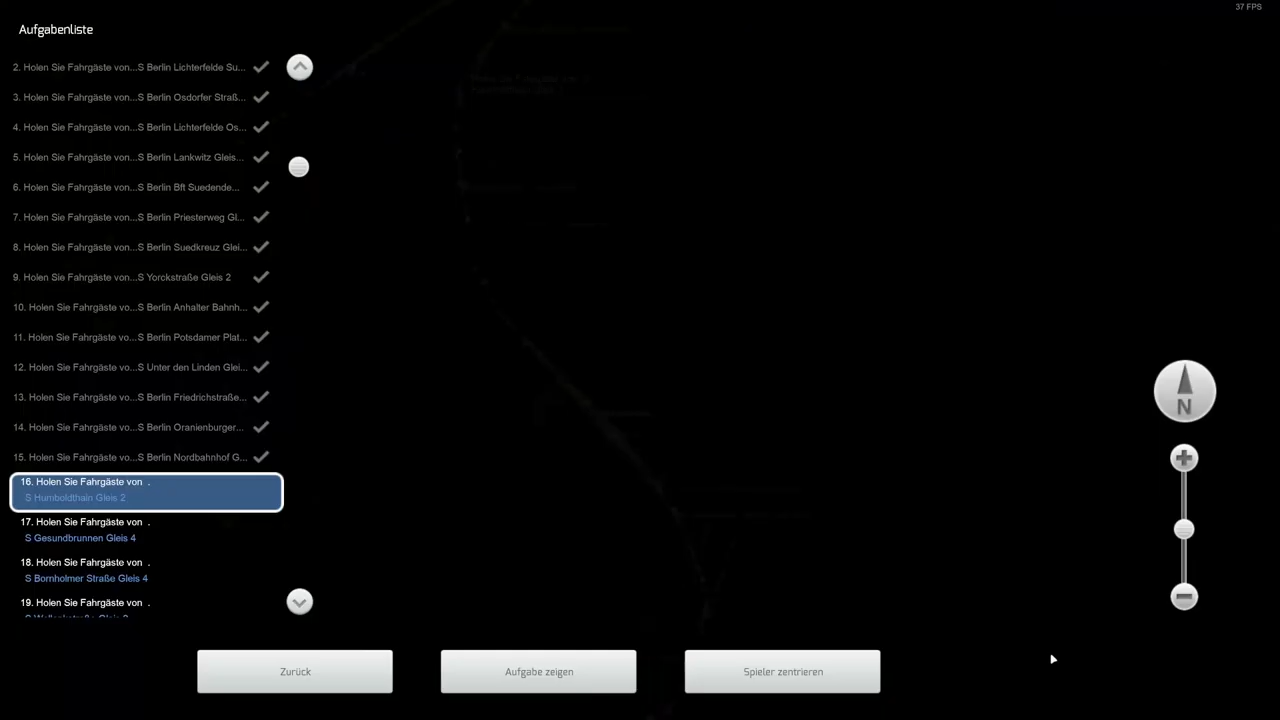 37 FPS
Aufgabenliste
2. Holen Sie Fahrgäste von...S Berlin Lichterfelde Su...
3. Holen Sie Fahrgäste von...S Berlin Osdorfer Straß...
4. Holen Sie Fahrgäste von...S Berlin Lichterfelde Os...
5. Holen Sie Fahrgäste von...S Berlin Lankwitz Gleis...
6. Holen Sie Fahrgäste von...S Berlin Bft Suedende...
7. Holen Sie Fahrgäste von...S Berlin Priesterweg Gl...
8. Holen Sie Fahrgäste von...S Berlin Suedkreuz Glei...
9. Holen Sie Fahrgäste von...S Yorckstraße Gleis 2
10. Holen Sie Fahrgäste vo...S Berlin Anhalter Bahnh...
11. Holen Sie Fahrgäste vo...S Berlin Potsdamer Plat...
12. Holen Sie Fahrgäste vo...S Unter den Linden Glei...
13. Holen Sie Fahrgäste vo...S Berlin Friedrichstraße...
14. Holen Sie Fahrgäste vo...S Berlin Oranienburger...
15. Holen Sie Fahrgäste vo...S Berlin Nordbahnhof G...
16. Holen Sie Fahrgäste von .
S Humboldthain Gleis 2
17. Holen Sie Fahrgäste von .
S Gesundbrunnen Gleis 4
18. Holen Sie Fahrgäste von .
S Bornholmer Straße Gleis 4
19. Holen Sie Fahrgäste von .
N
Zurück
Aufgabe zeigen
Spieler zentrieren